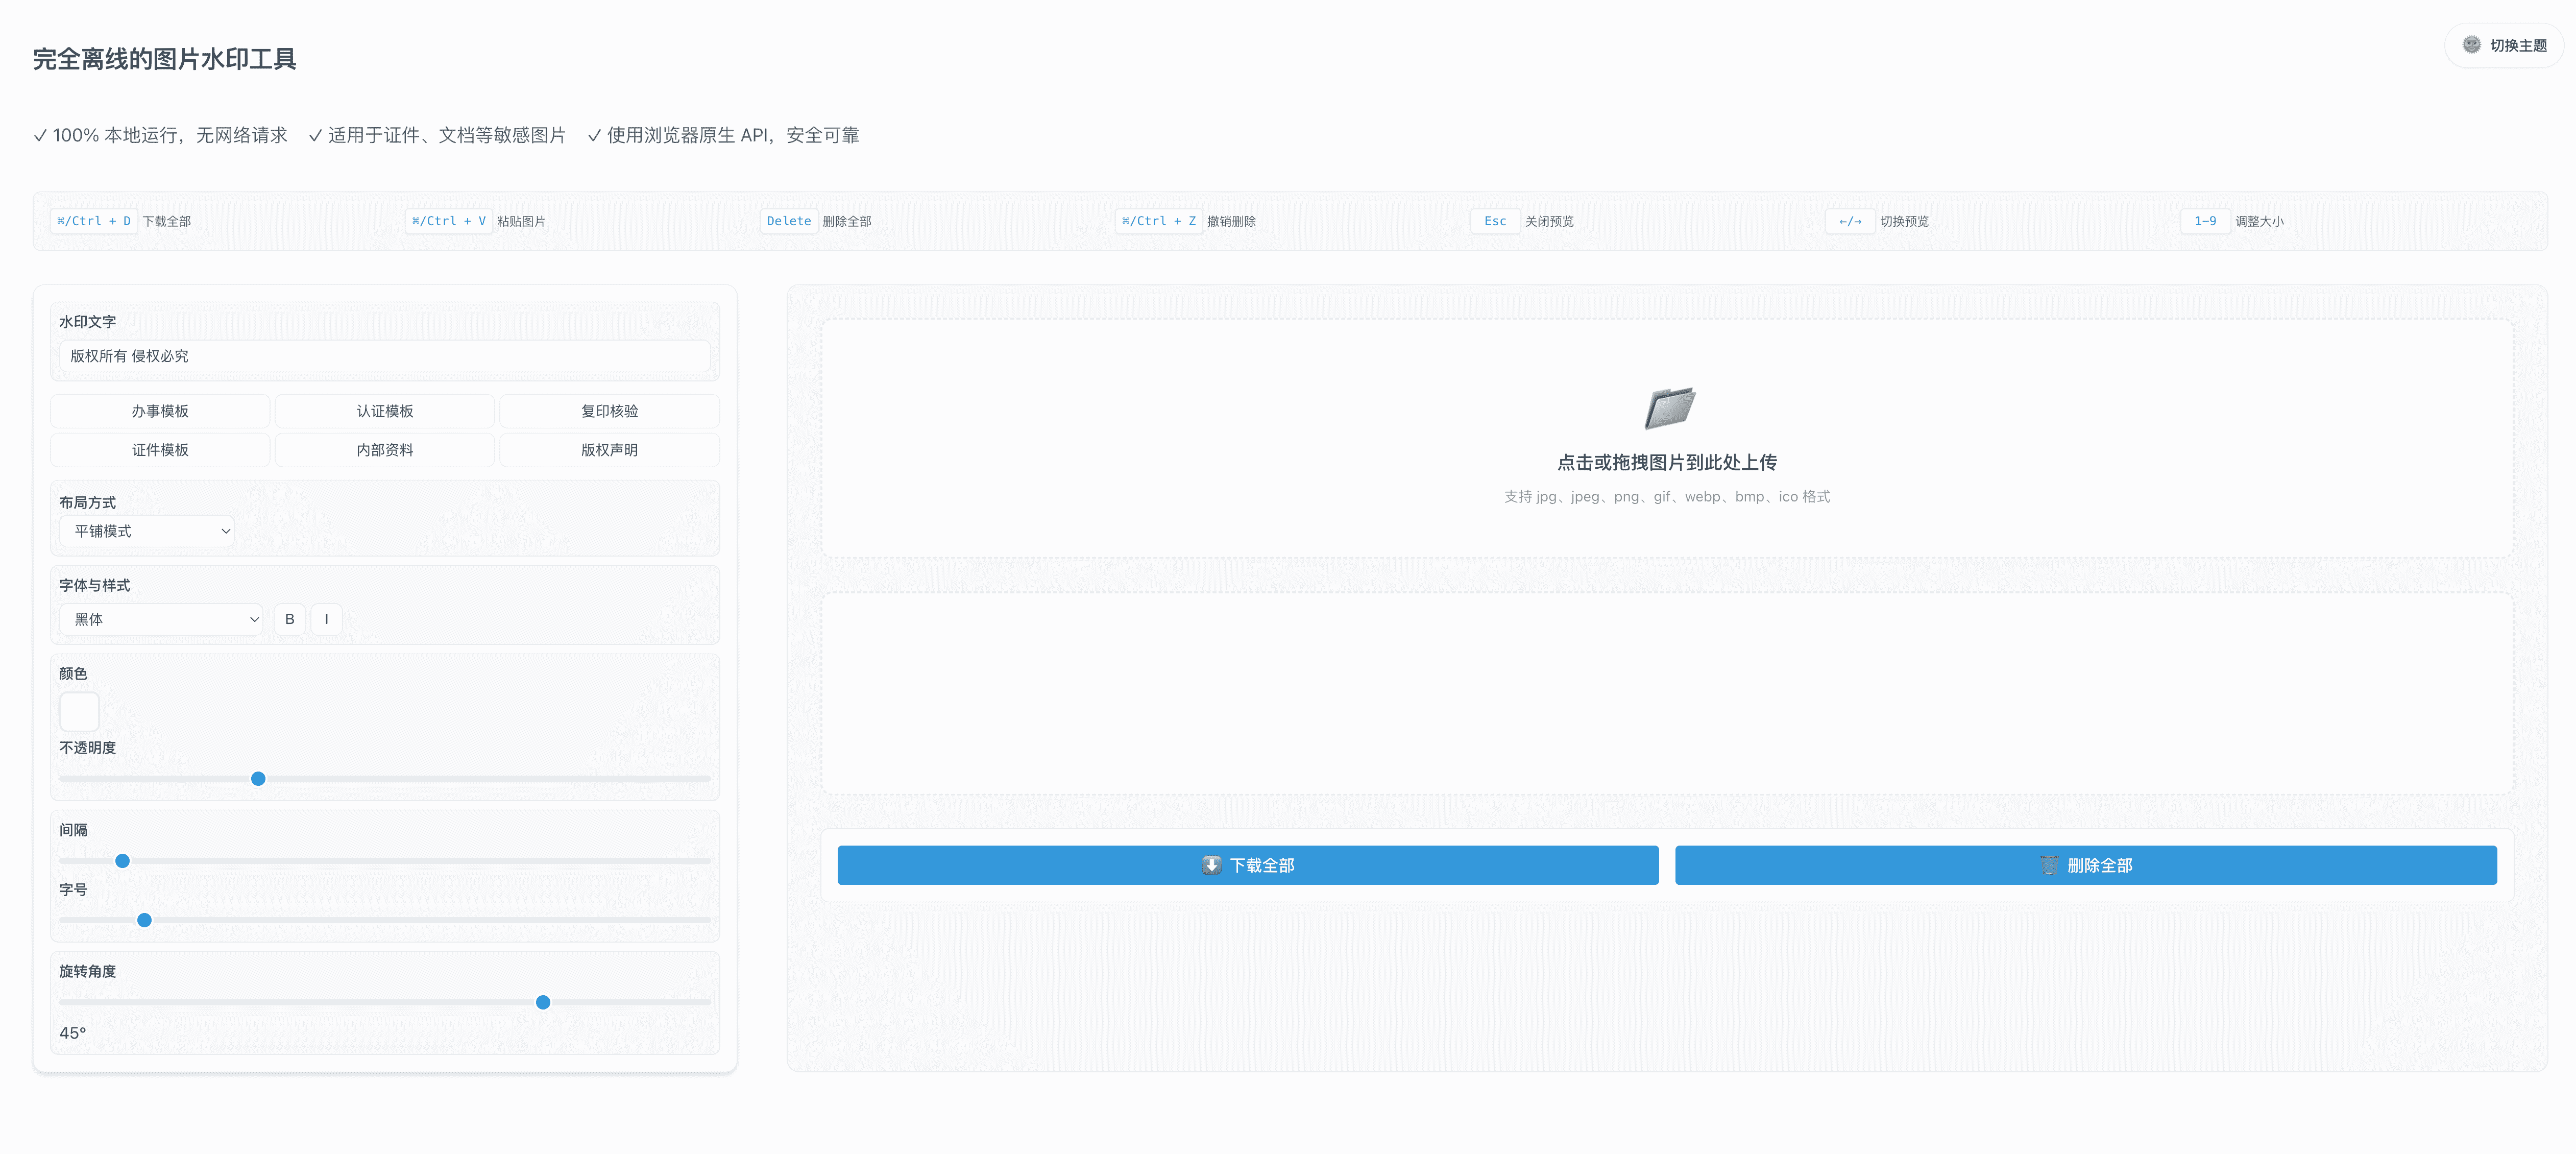 完全离线的图片水印工具
切换主题
✓ 100% 本地运行，无网络请求 ✓ 适用于证件、文档等敏感图片 ✓ 使用浏览器原生 API，安全可靠
⌘/Ctrl + D 下载全部 ⌘/Ctrl + V 粘贴图片 Delete 删除全部 ⌘/Ctrl + Z 撤销删除 Esc 关闭预览 ←/→ 切换预览 1-9 调整大小
水印文字
版权所有 侵权必究
办事模板 认证模板 复印核验
证件模板 内部资料 版权声明
布局方式
平铺模式
字体与样式
黑体 B I
颜色
不透明度
间隔
字号
旋转角度
45°
点击或拖拽图片到此处上传
支持 jpg、jpeg、png、gif、webp、bmp、ico 格式
下载全部 删除全部